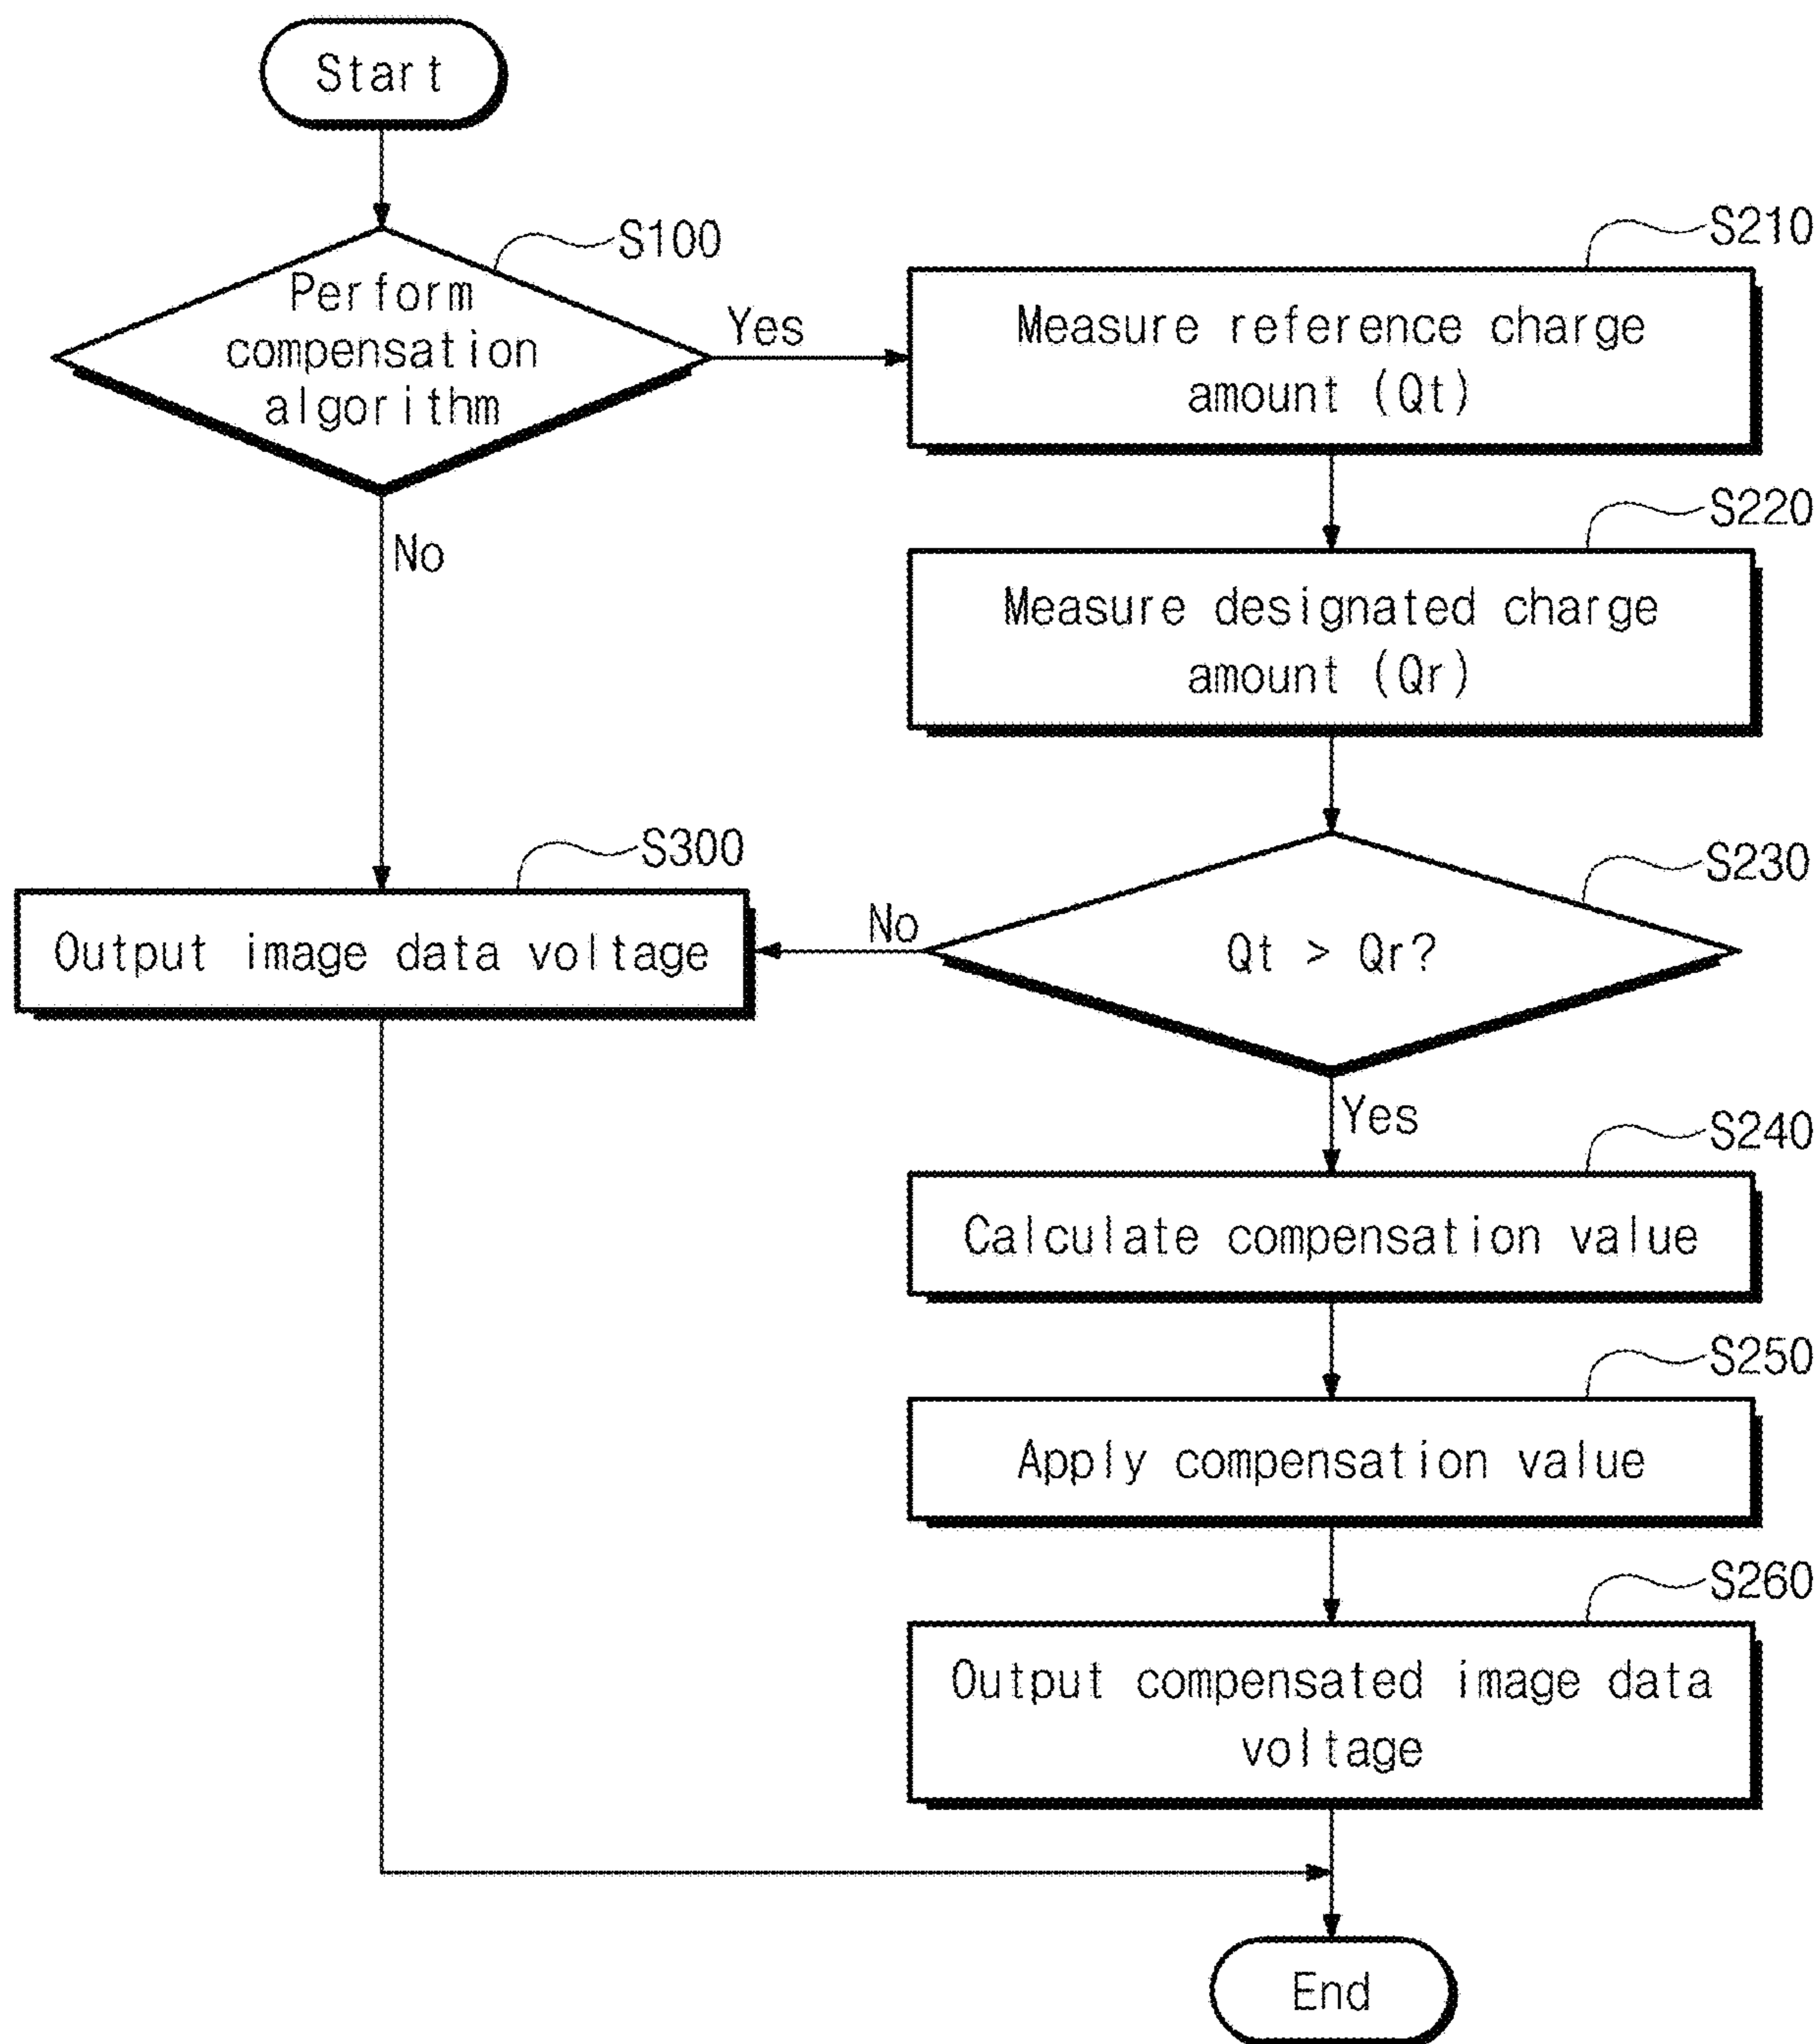 Start
S100
Perform
compensation
algorithm
Yes
No
S210
Measure reference charge
amount (Qt)
S220
Measure designated charge
amount (Qr)
S230
Qt > Qr?
No
Yes
S300
Output image data voltage
S240
Calculate compensation value
S250
Apply compensation value
S260
Output compensated image data
voltage
End